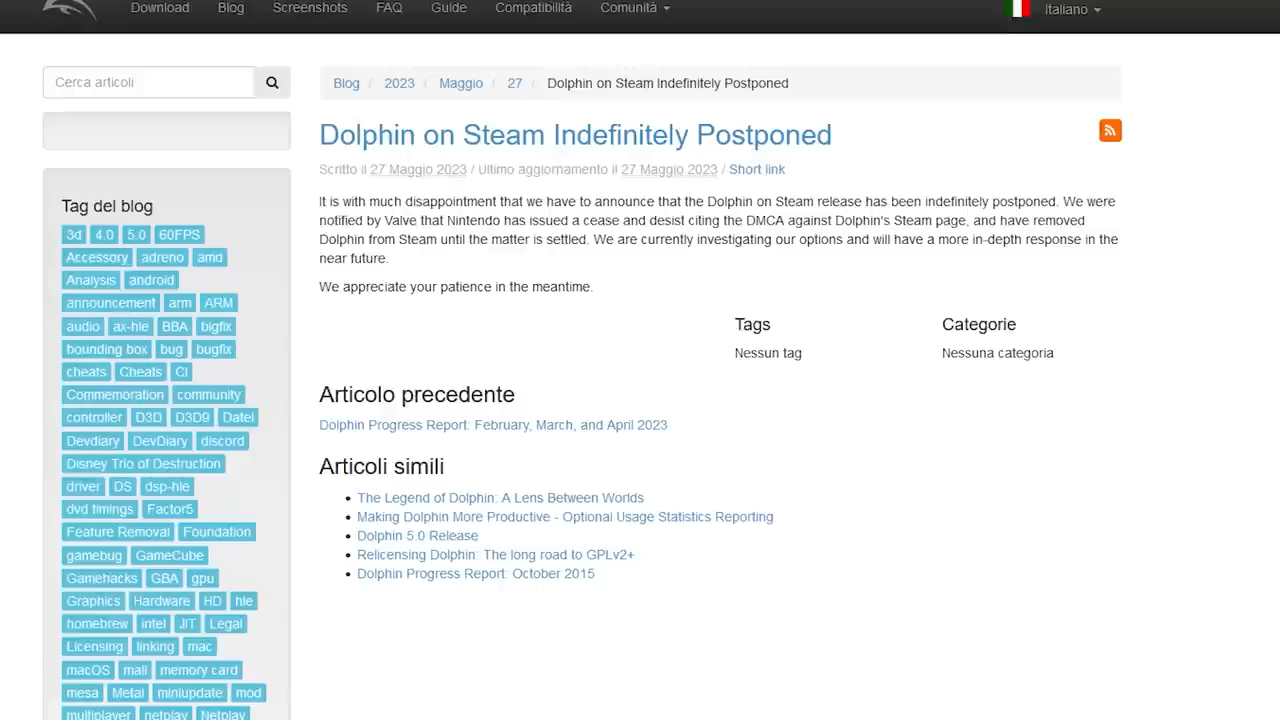 Download Blog Screenshots FAQ Guide Compatibilità Comunità Italiano
Cerca articoli
Blog / 2023 / Maggio / 27 / Dolphin on Steam Indefinitely Postponed
Dolphin on Steam Indefinitely Postponed
Scritto il 27 Maggio 2023 / Ultimo aggiornamento il 27 Maggio 2023 / Short link
It is with much disappointment that we have to announce that the Dolphin on Steam release has been indefinitely postponed. We were
notified by Valve that Nintendo has issued a cease and desist citing the DMCA against Dolphin's Steam page, and have removed
Dolphin from Steam until the matter is settled. We are currently investigating our options and will have a more in-depth response in the
near future.
We appreciate your patience in the meantime.
Tags
Nessun tag
Categorie
Nessuna categoria
Articolo precedente
Dolphin Progress Report: February, March, and April 2023
Articoli simili
The Legend of Dolphin: A Lens Between Worlds
Making Dolphin More Productive - Optional Usage Statistics Reporting
Dolphin 5.0 Release
Relicensing Dolphin: The long road to GPLv2+
Dolphin Progress Report: October 2015
Tag del blog
3d 4.0 5.0 60FPS
Accessory adreno amd
Analysis android
announcement arm ARM
audio ax-hle BBA bigfix
bounding box bug bugfix
cheats Cheats CI
Commemoration community
controller D3D D3D9 Datel
Devdiary DevDiary discord
Disney Trio of Destruction
driver DS dsp-hle
dvd timings Factor5
Feature Removal Foundation
gamebug GameCube
Gamehacks GBA gpu
Graphics Hardware HD hle
homebrew intel JIT Legal
Licensing linking mac
macOS mali memory card
mesa Metal miniupdate mod
multiplayer netplay Netplay